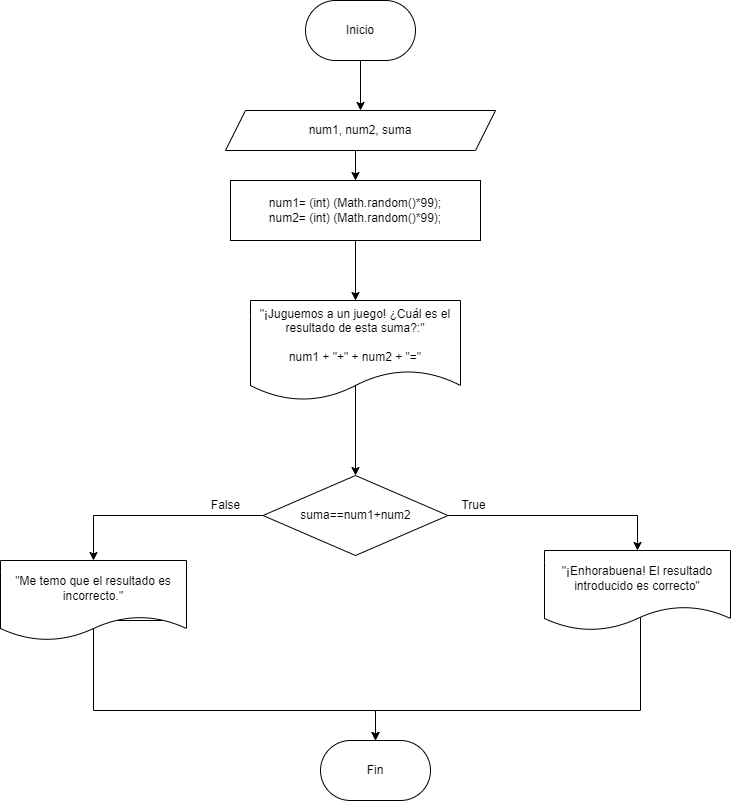 Inicio
num1, num2, suma
num1= (int) (Math.random()*99);
num2= (int) (Math.random()*99);
"¡Juguemos a un juego! ¿Cuál es el
resultado de esta suma?:"
num1 + "+" + num2 + "="
False
suma==num1+num2
True
"Me temo que el resultado es
incorrecto."
"¡Enhorabuena! El resultado
introducido es correcto"
Fin